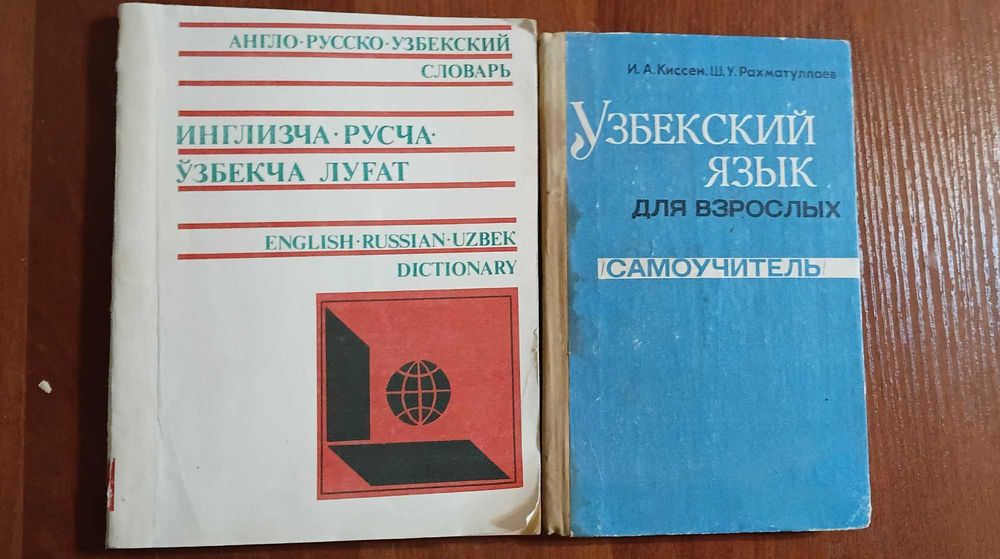 АНГЛО·РУССКО·УЗБЕКСКИЙ
СЛОВАРЬ
ИНГЛИЗЧА·РУСЧА·
ЎЗБЕКЧА ЛУҒАТ
ENGLISH·RUSSIAN·UZBEK
DICTIONARY
И. А. Киссен, Ш. У. Рахматуллаев
УЗБЕКСКИЙ
ЯЗЫК
ДЛЯ ВЗРОСЛЫХ
/САМОУЧИТЕЛЬ/